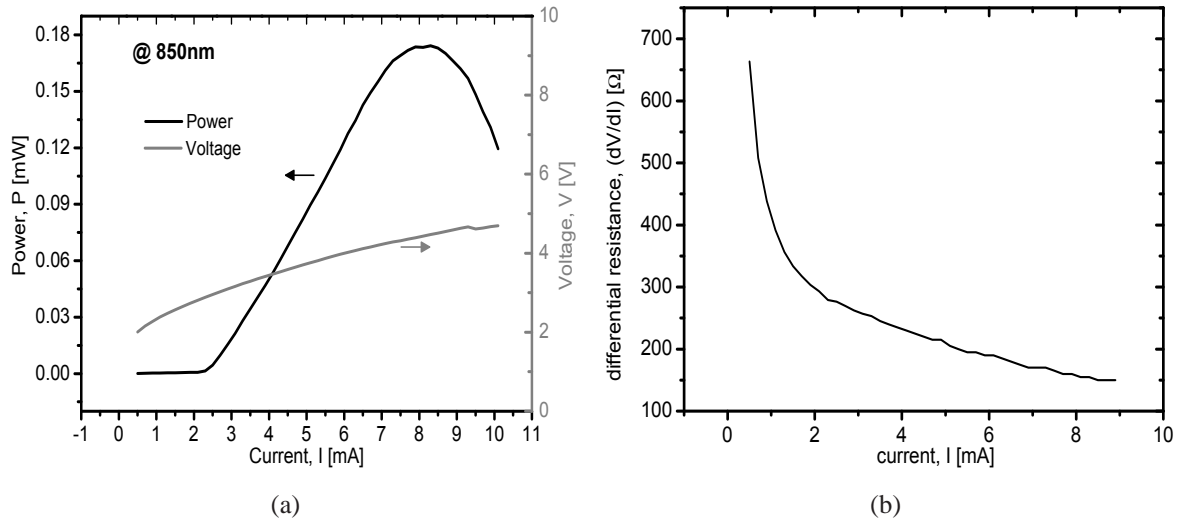 @ 850nm
Power
Voltage
Power, P [mW]
0.18
0.15
0.12
0.09
0.06
0.03
0.00
10
8
6
4
2
0
Voltage, V [V]
-1 0 1 2 3 4 5 6 7 8 9 10 11
Current, I [mA]
(a)
differential resistance, (dV/dI) [Ω]
700
600
500
400
300
200
100
0 2 4 6 8 10
current, I [mA]
(b)